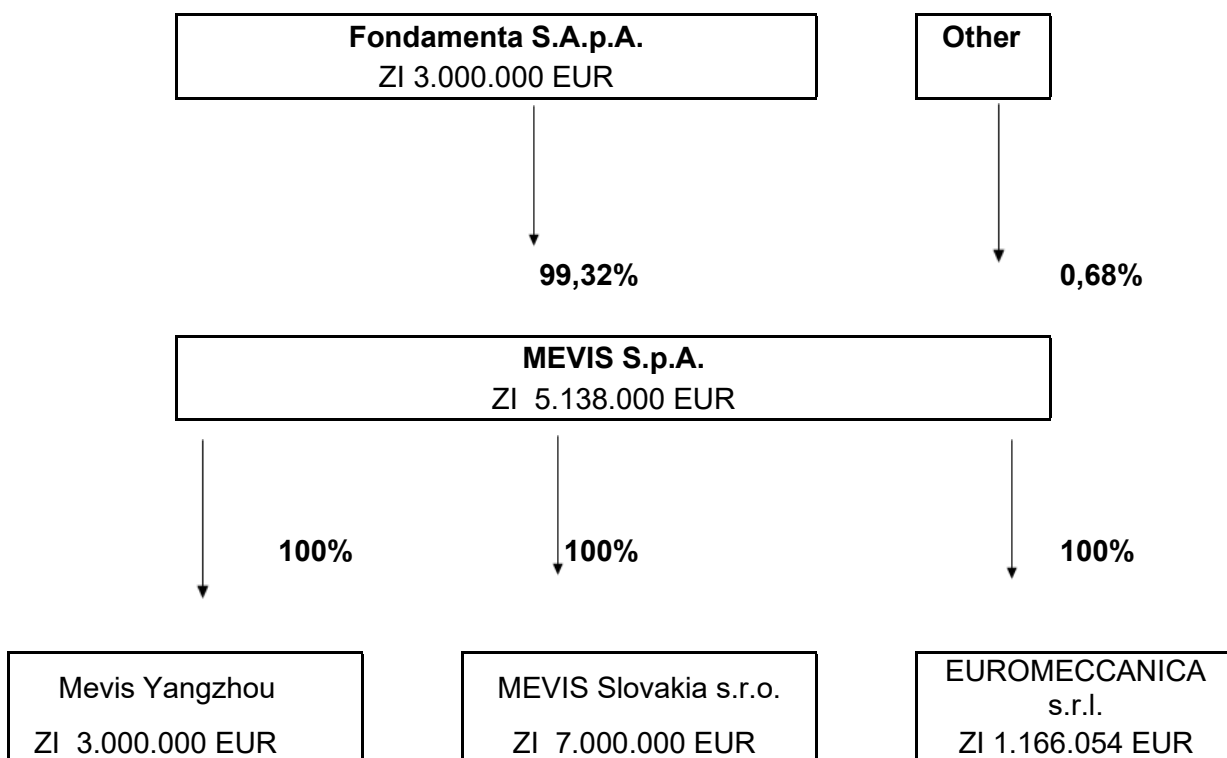 Fondamenta S.A.p.A.
ZI 3.000.000 EUR
Other
99,32%
0,68%
MEVIS S.p.A.
ZI 5.138.000 EUR
100%
100%
100%
Mevis Yangzhou
ZI 3.000.000 EUR
MEVIS Slovakia s.r.o.
ZI 7.000.000 EUR
EUROMECCANICA
s.r.l.
ZI 1.166.054 EUR